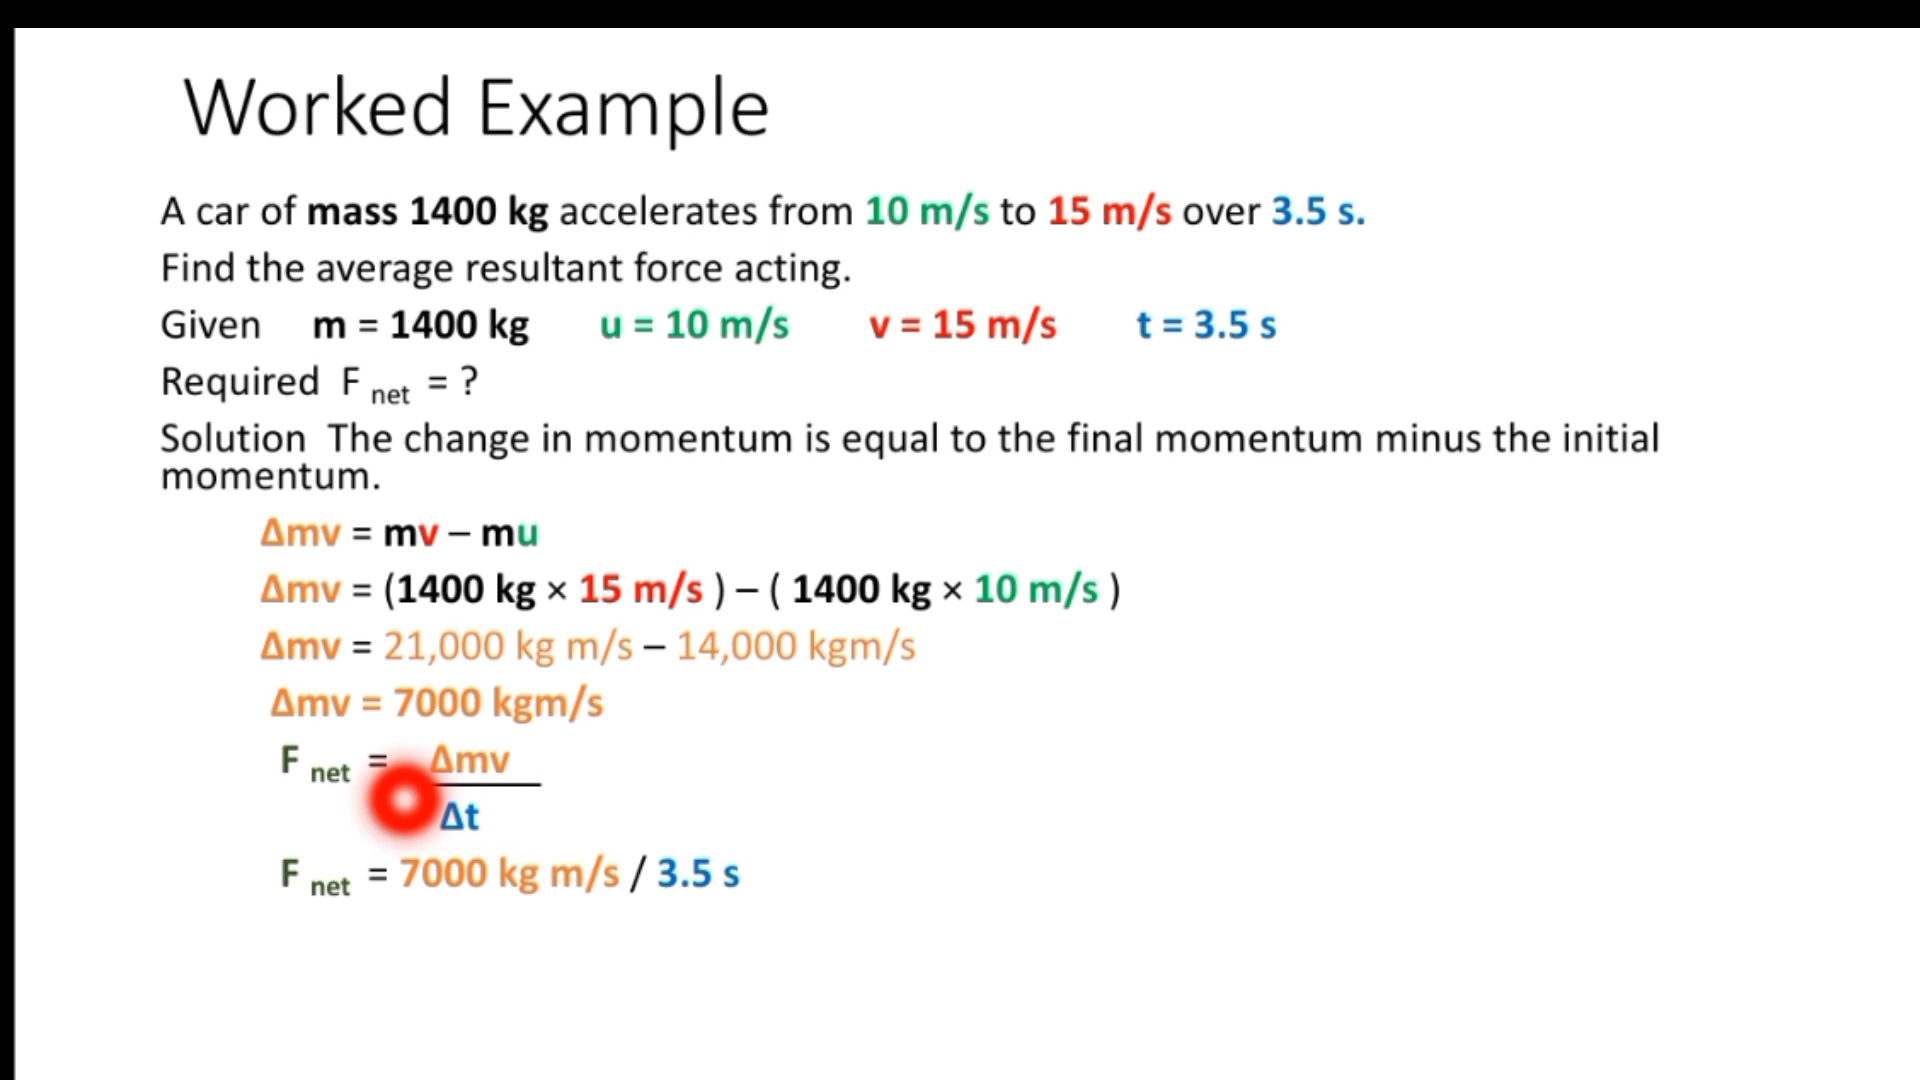 Worked Example
A car of mass 1400 kg accelerates from 10 m/s to 15 m/s over 3.5 s.
Find the average resultant force acting.
Given m = 1400 kg u = 10 m/s v = 15 m/s t = 3.5 s
Required F net = ?
Solution The change in momentum is equal to the final momentum minus the initial
momentum.
Δmv = mv – mu
Δmv = (1400 kg × 15 m/s ) – ( 1400 kg × 10 m/s )
Δmv = 21,000 kg m/s – 14,000 kgm/s
Δmv = 7000 kgm/s
F net = Δmv
Δt
F net = 7000 kg m/s / 3.5 s